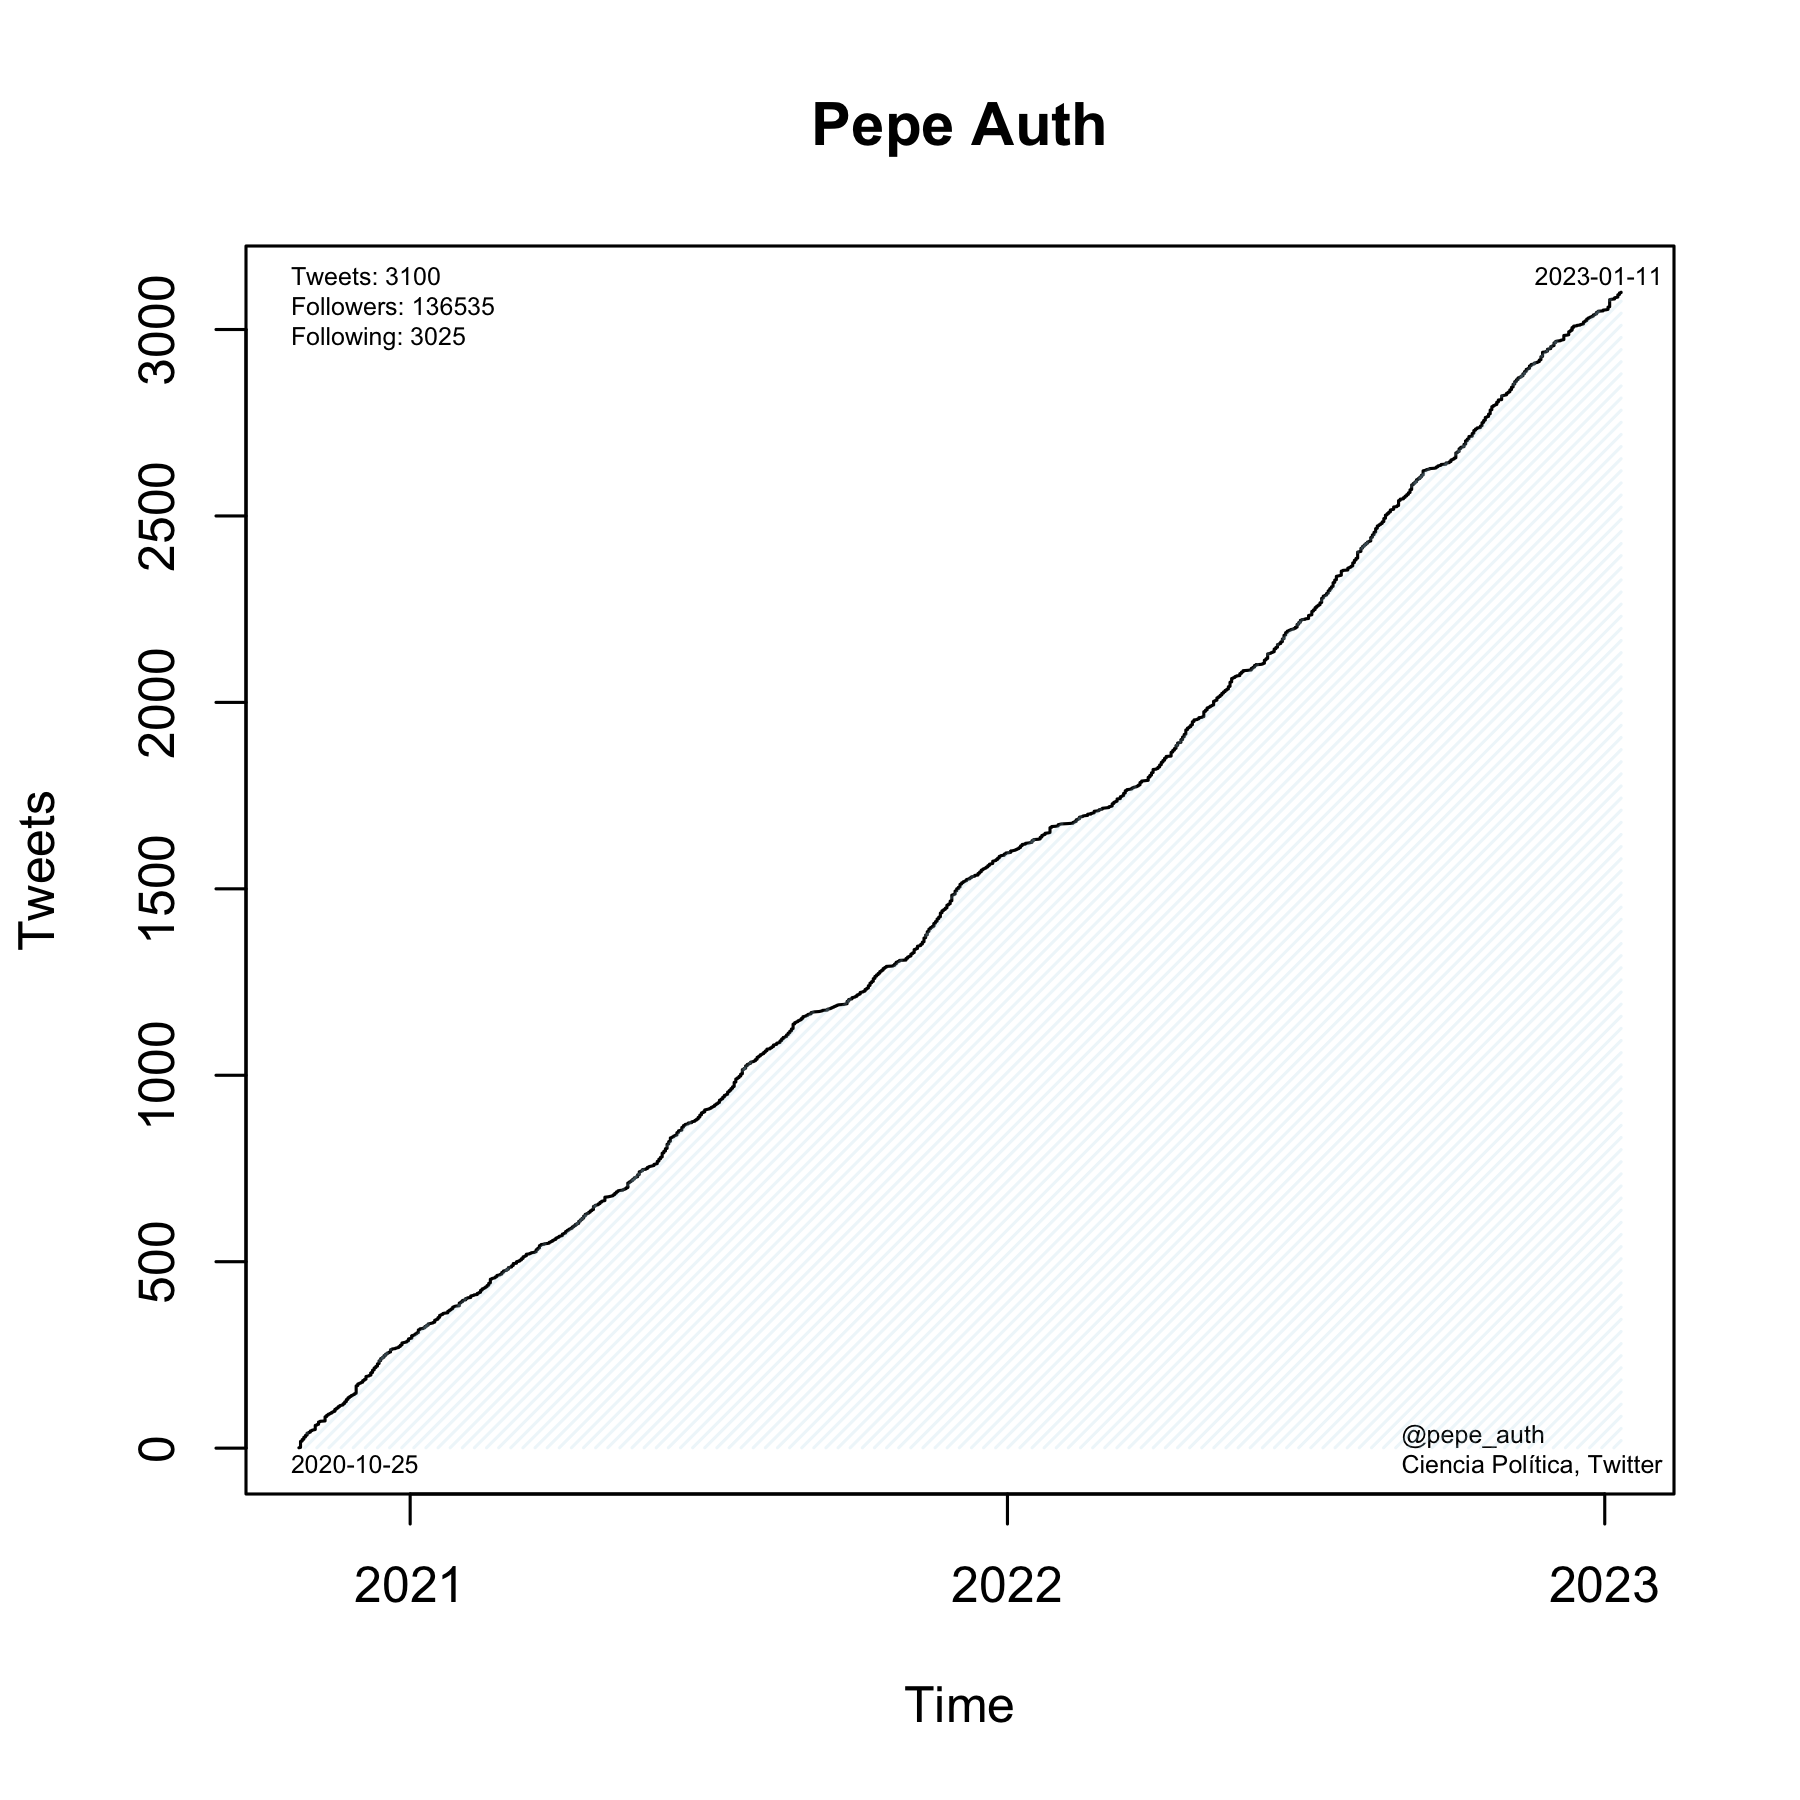 Pepe Auth
Tweets: 3100
Followers: 136535
Following: 3025
2023-01-11
3000
2500
2000
1500
1000
500
0
Tweets
2020-10-25
@pepe_auth
Ciencia Política, Twitter
2021
2022
2023
Time